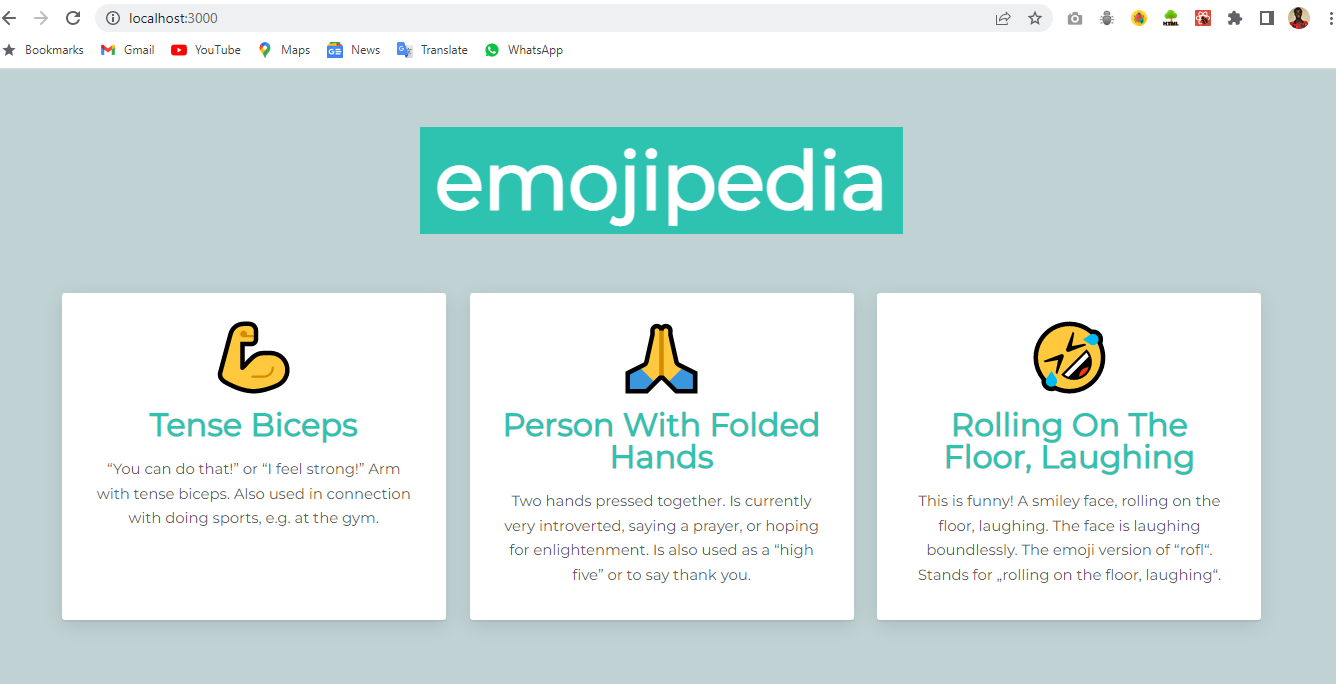 localhost:3000
HTML
Bookmarks Gmail YouTube Maps GE News G Translate WhatsApp
emojipedia
Tense Biceps
“You can do that!” or “I feel strong!” Arm
with tense biceps. Also used in connection
with doing sports, e.g. at the gym.
Person With Folded
Hands
Two hands pressed together. Is currently
very introverted, saying a prayer, or hoping
for enlightenment. Is also used as a “high
five” or to say thank you.
Rolling On The
Floor, Laughing
This is funny! A smiley face, rolling on the
floor, laughing. The face is laughing
boundlessly. The emoji version of “rofl“.
Stands for „rolling on the floor, laughing“.